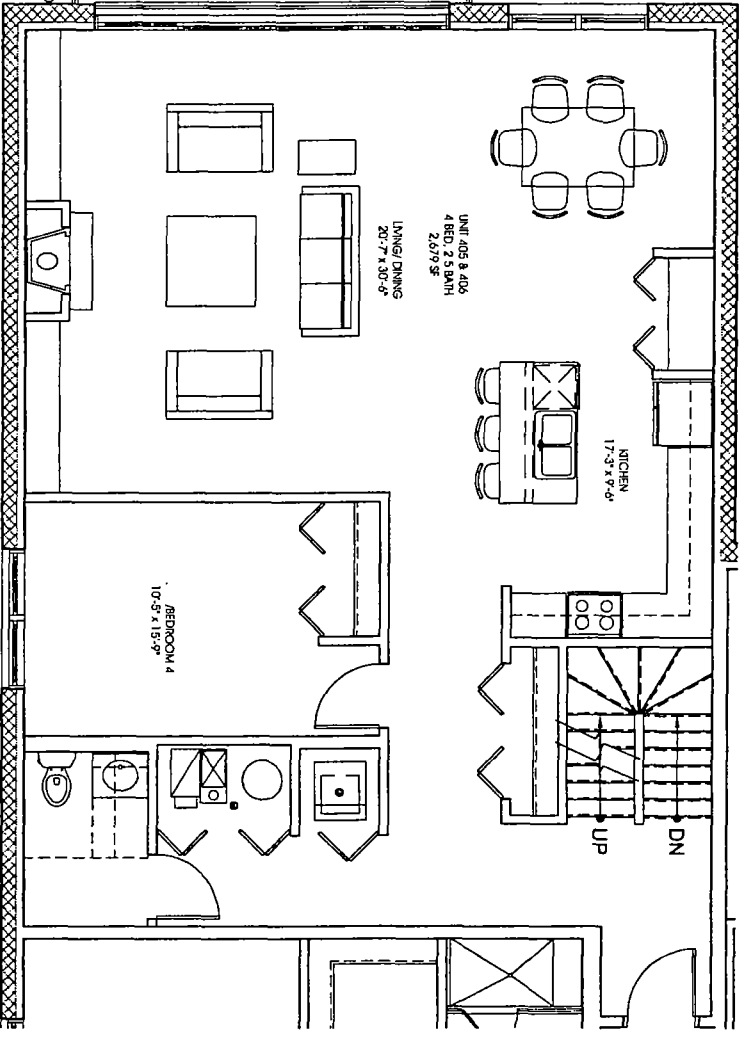 UNIT 405 & 406
4 BED, 2 5 BATH
2,679 SF
LIVING/ DINING
20'-7" x 30'-6"
KITCHEN
17'-3" x 9'-6"
BEDROOM 4
10'-5" x 15'-9"
UP
DN